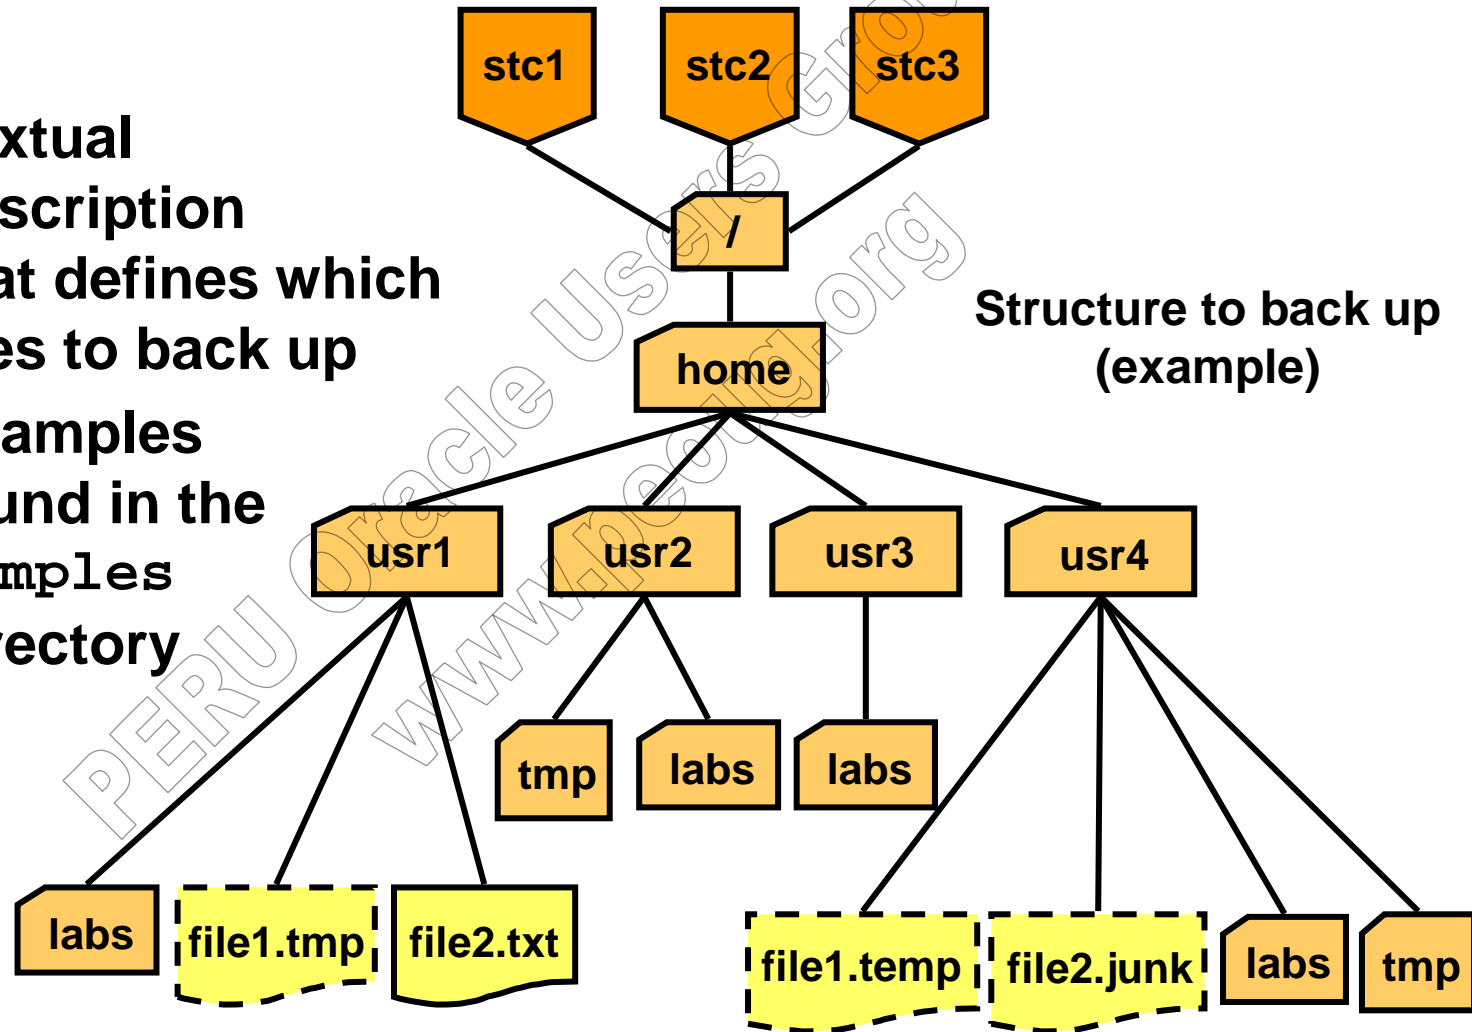 stc1 stc2 stc3
xtual
scription
at defines which
es to back up
amples
und in the
mples
rectory
/
home
Structure to back up
(example)
usr1 usr2 usr3 usr4
tmp labs labs
labs file1.tmp file2.txt
file1.temp file2.junk labs tmp
PERU Oracle Users Gro
www.peoug.org